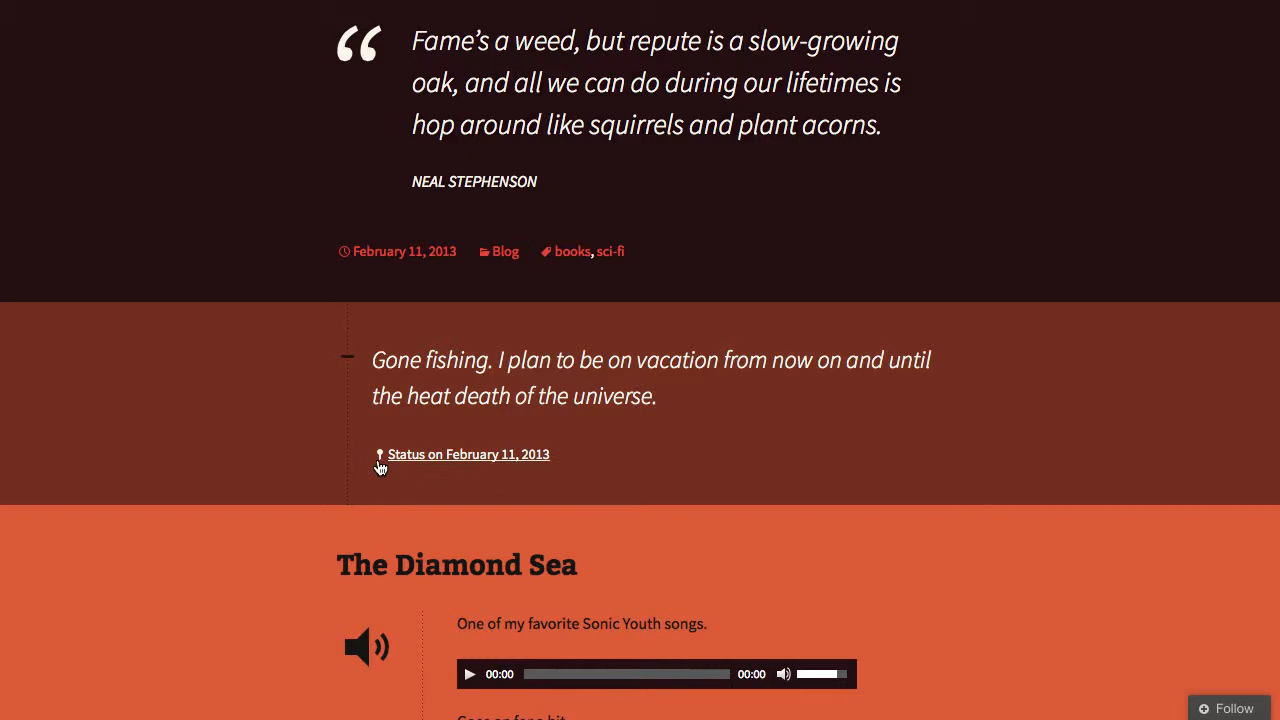 “ Fame’s a weed, but repute is a slow-growing
oak, and all we can do during our lifetimes is
hop around like squirrels and plant acorns.
NEAL STEPHENSON
February 11, 2013 Blog books, sci-fi
Gone fishing. I plan to be on vacation from now on and until
the heat death of the universe.
Status on February 11, 2013
The Diamond Sea
One of my favorite Sonic Youth songs.
00:00 00:00
Follow